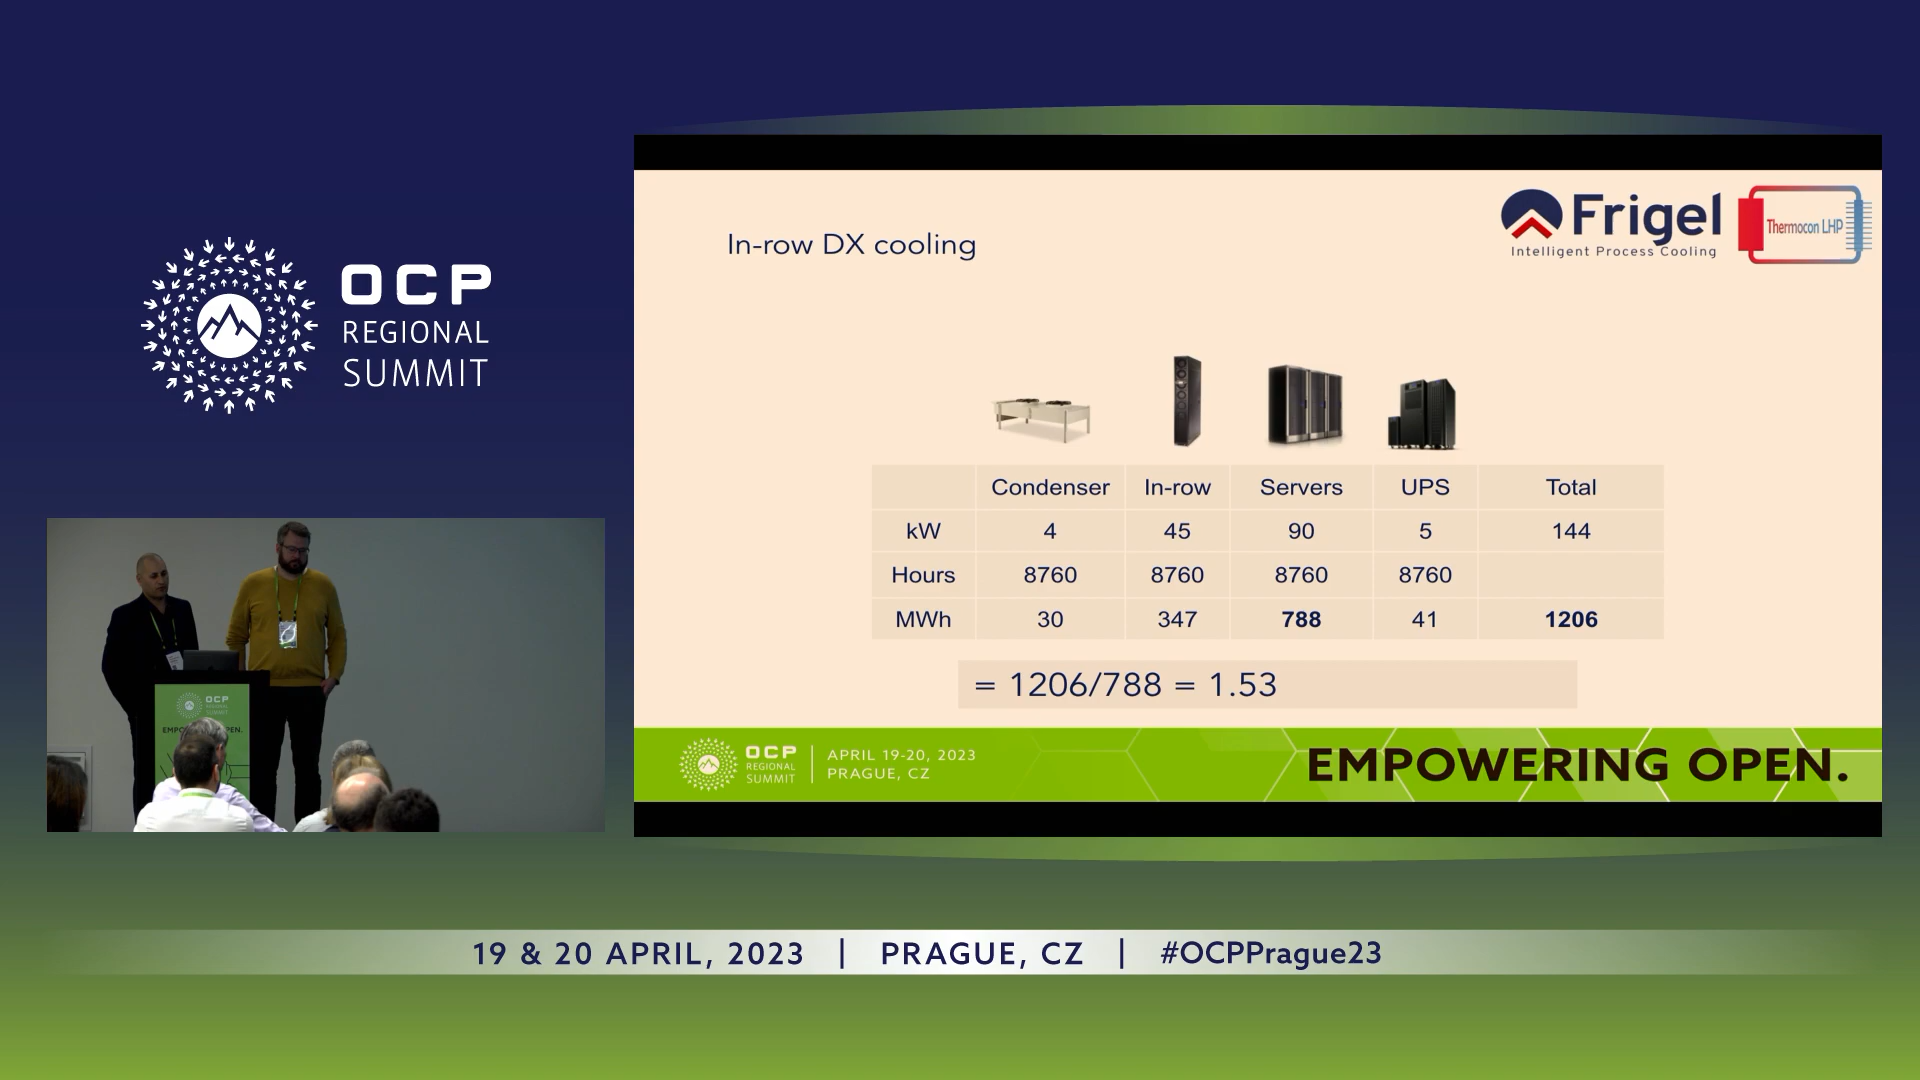 OCP
REGIONAL
SUMMIT
In-row DX cooling
Frigel
Intelligent Process Cooling
Thermocon LHP
Condenser In-row Servers UPS Total
kW 4 45 90 5 144
Hours 8760 8760 8760 8760
MWh 30 347 788 41 1206
= 1206/788 = 1.53
OCP
REGIONAL
SUMMIT
APRIL 19-20, 2023
PRAGUE, CZ
EMPOWERING OPEN.
OCP
19 & 20 APRIL, 2023 | PRAGUE, CZ | #OCPPrague23